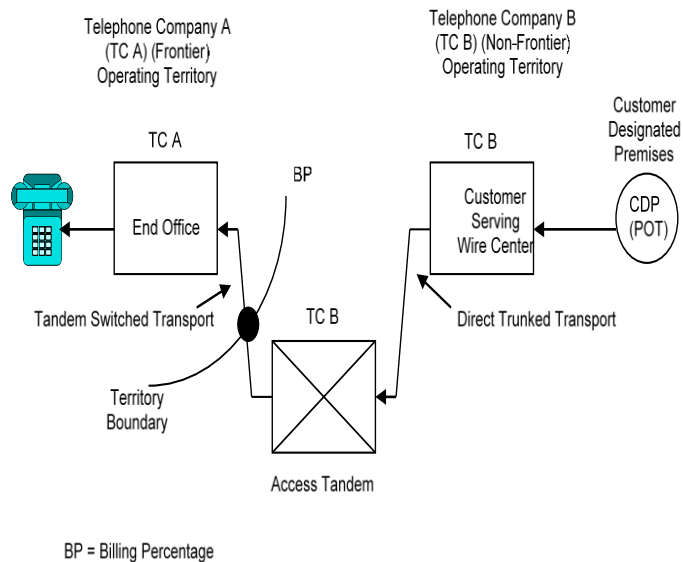 Telephone Company A
(TC A) (Frontier)
Operating Territory
Telephone Company B
(TC B) (Non-Frontier)
Operating Territory
Customer
Designated
Premises
TC A
TC B
BP
End Office
Customer
Serving
Wire Center
CDP
(POT)
Tandem Switched Transport
TC B
Direct Trunked Transport
Territory
Boundary
Access Tandem
BP = Billing Percentage